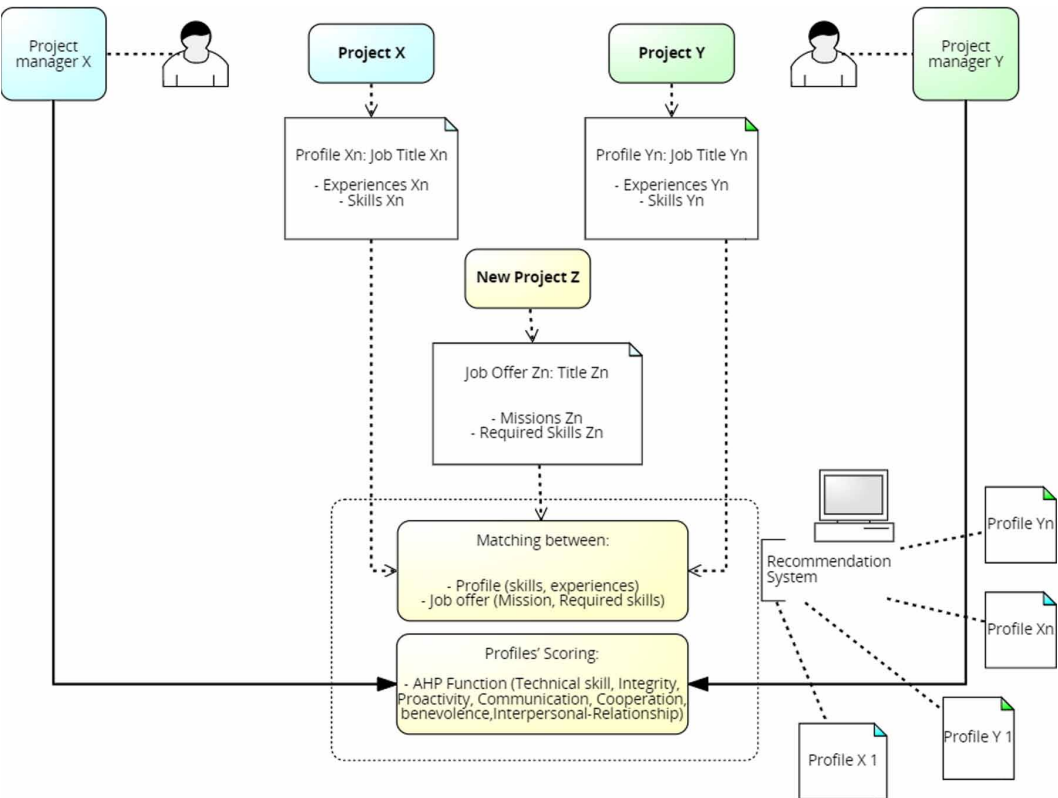 Project
manager X
Project X
Project Y
Project
manager Y
Profile Xn: Job Title Xn
- Experiences Xn
- Skills Xn
Profile Yn: Job Title Yn
- Experiences Yn
- Skills Yn
New Project Z
Job Offer Zn: Title Zn
- Missions Zn
- Required Skills Zn
Matching between:
- Profile (skills, experiences)
- Job offer (Mission, Required skills)
Profiles’ Scoring:
- AHP Function (Technical skill, Integrity,
Proactivity, Communication, Cooperation,
benevolence,Interpersonal-Relationship)
Recommendation
System
Profile Yn
Profile Xn
Profile Y 1
Profile X 1